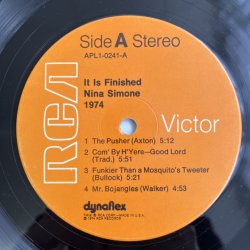 Side A Stereo
APL1-0241-A
It Is Finished
Nina Simone
1974
RCA
Victor
1 The Pusher (Axton) 5:12
2 Com' By H'Yere—Good Lord
(Trad.) 5:51
3 Funkier Than a Mosquito's Tweeter
(Bullock) 5:21
4 Mr. Bojangles (Walker) 4:53
dynaflex